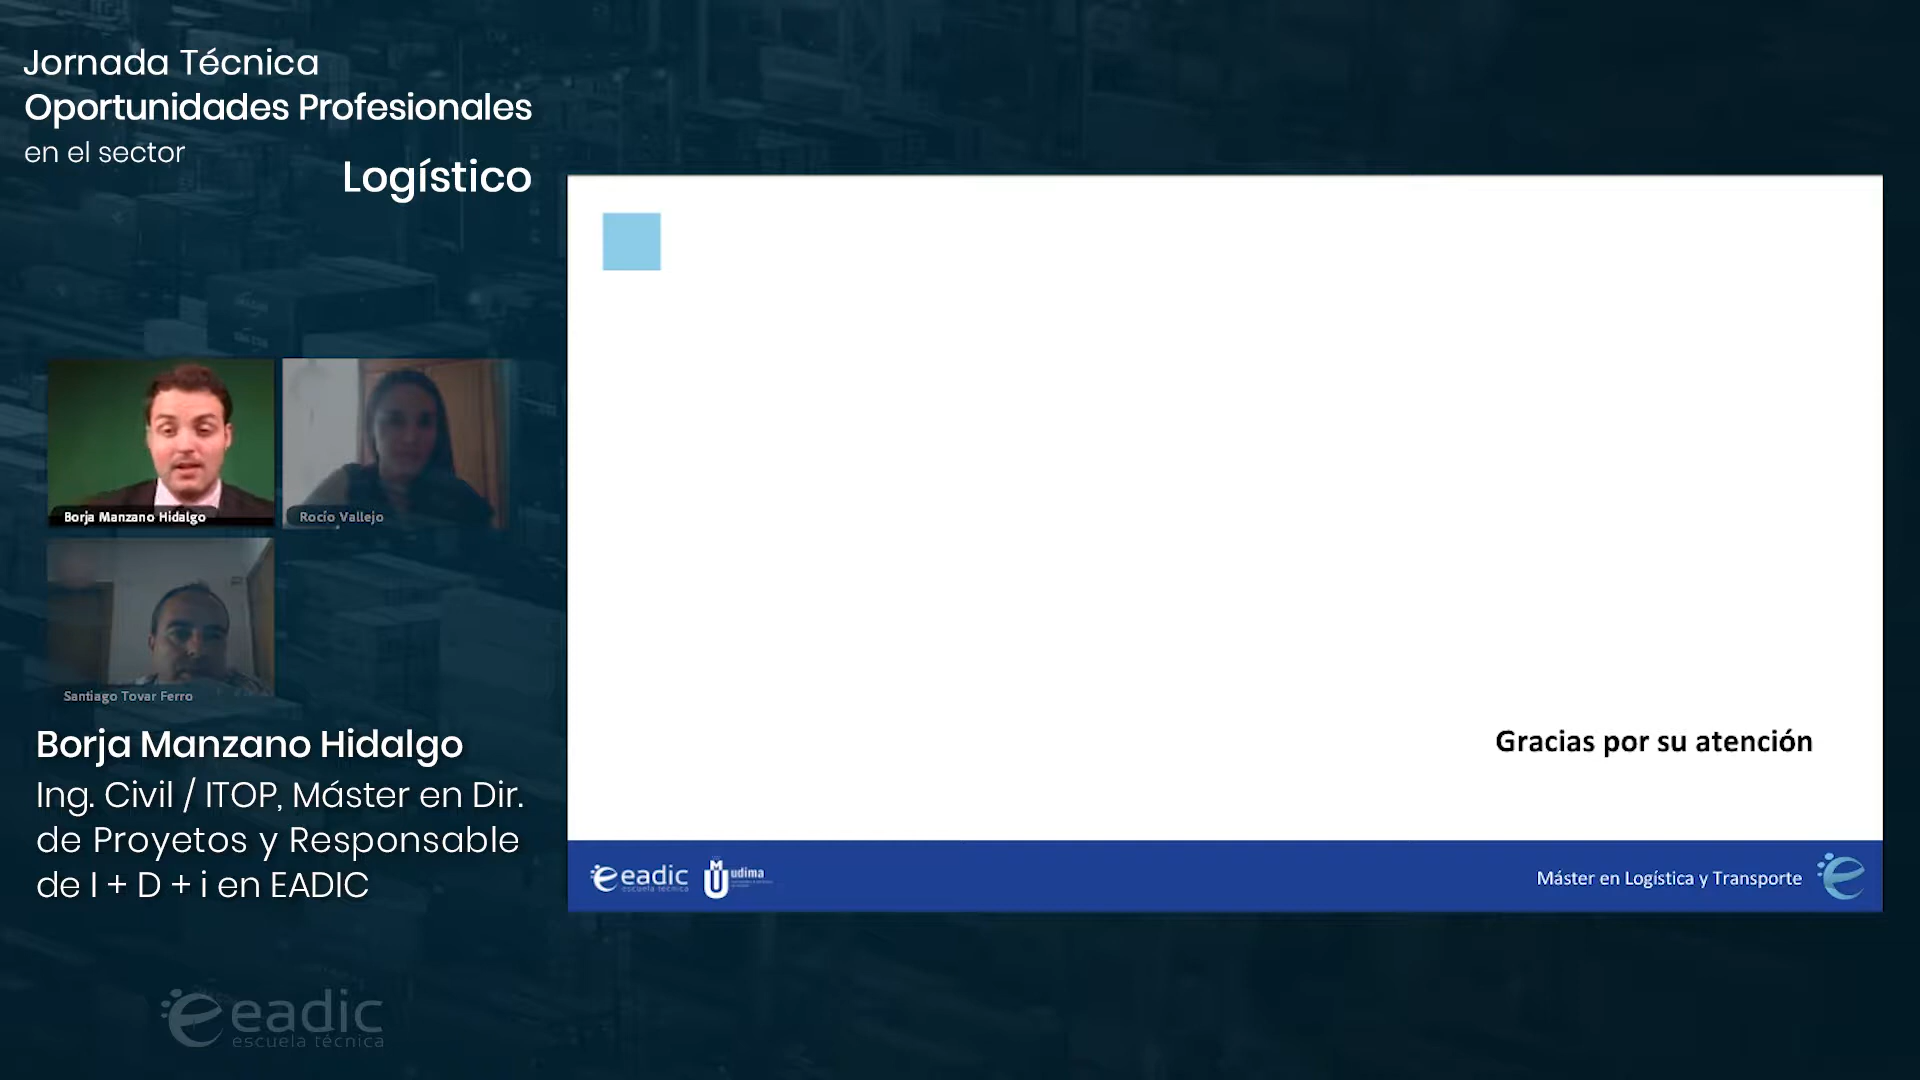 Jornada Técnica
Oportunidades Profesionales
en el sector
Logístico
Borja Manzano Hidalgo
Rocío Vallejo
Santiago Tovar Ferro
Borja Manzano Hidalgo
Ing. Civil / ITOP, Máster en Dir.
de Proyetos y Responsable
de I + D + i en EADIC
eadic
escuela técnica
Gracias por su atención
eadic
escuela técnica
udima
Máster en Logística y Transporte